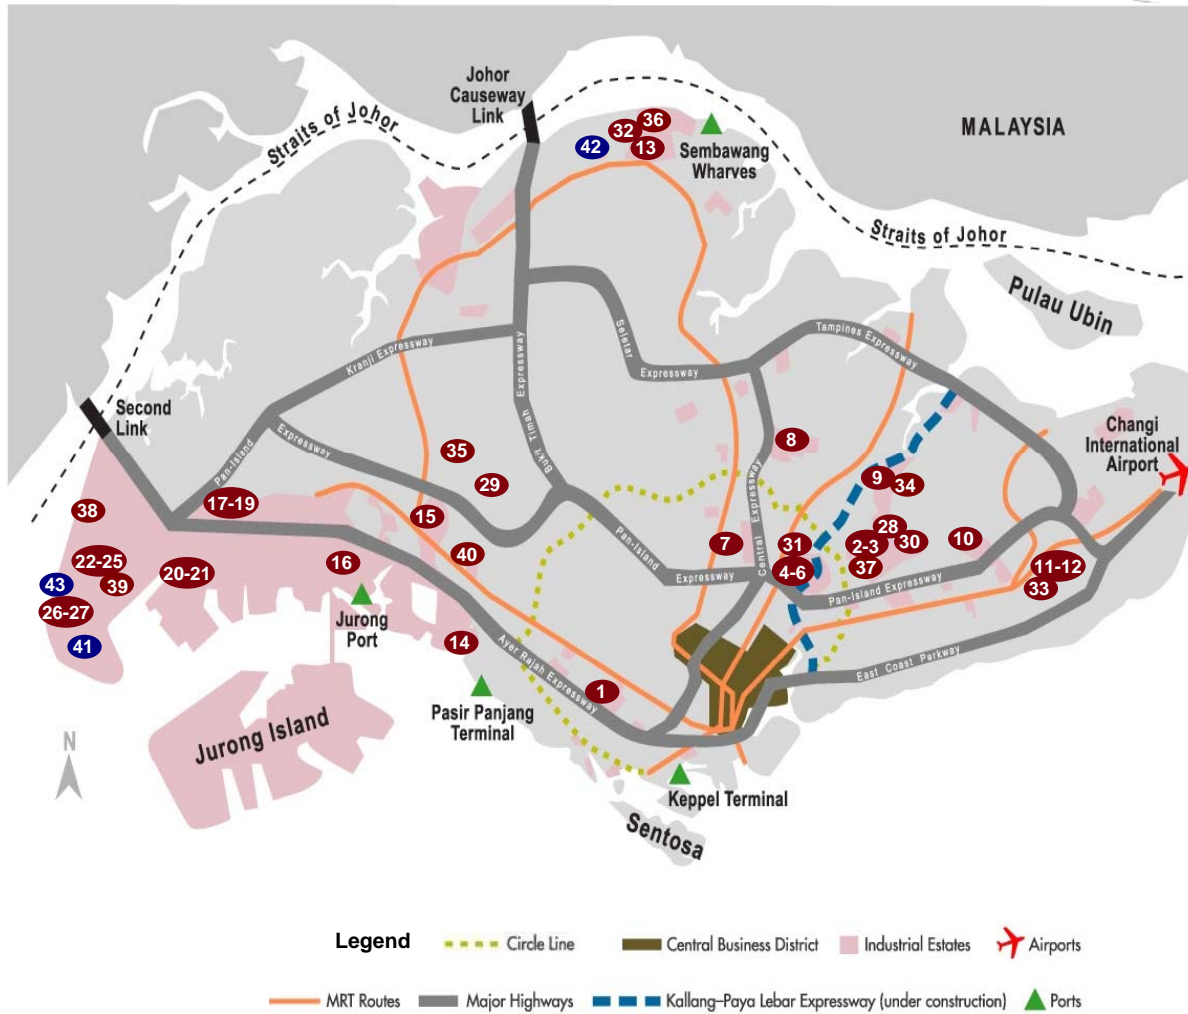 Johor
Causeway
Link
Straits of Johor
36
32
42
13
Sembawang
Wharves
MALAYSIA
Straits of Johor
Pulau Ubin
Seletar
Expressway
Tampines Expressway
Kranji Expressway
Bukit Timah Expressway
Second
Link
Pan-Island
Expressway
35
29
8
Central Expressway
Changi
International
Airport
9
34
38
17-19
15
28
2-3
30
10
7
31
22-25
20-21
16
40
Pan-Island
Expressway
4-6
37
Pan-Island Expressway
11-12
33
43
39
26-27
41
Jurong
Port
14
Ayer Rajah Expressway
East Coast Parkway
1
Pasir Panjang
Terminal
Jurong Island
N
Keppel Terminal
Sentosa
Legend
Circle Line
Central Business District
Industrial Estates
Airports
MRT Routes
Major Highways
Kallang–Paya Lebar Expressway (under construction)
Ports